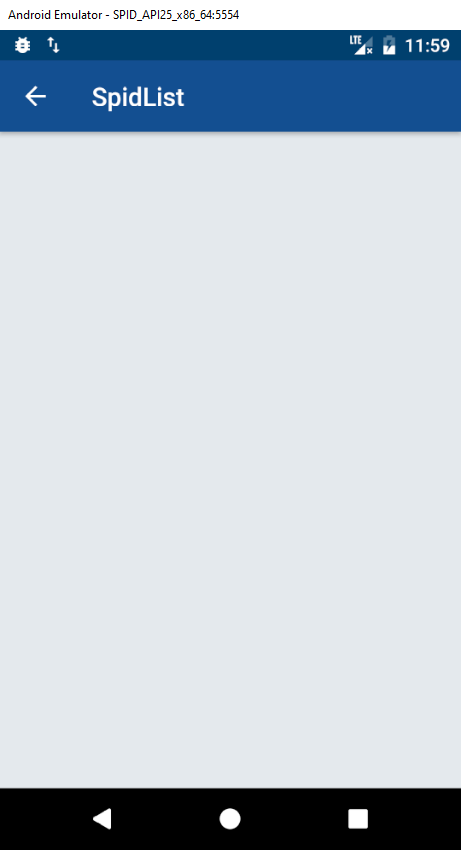 Android Emulator - SPID_API25_x86_64:5554
LTE 11:59
SpidList